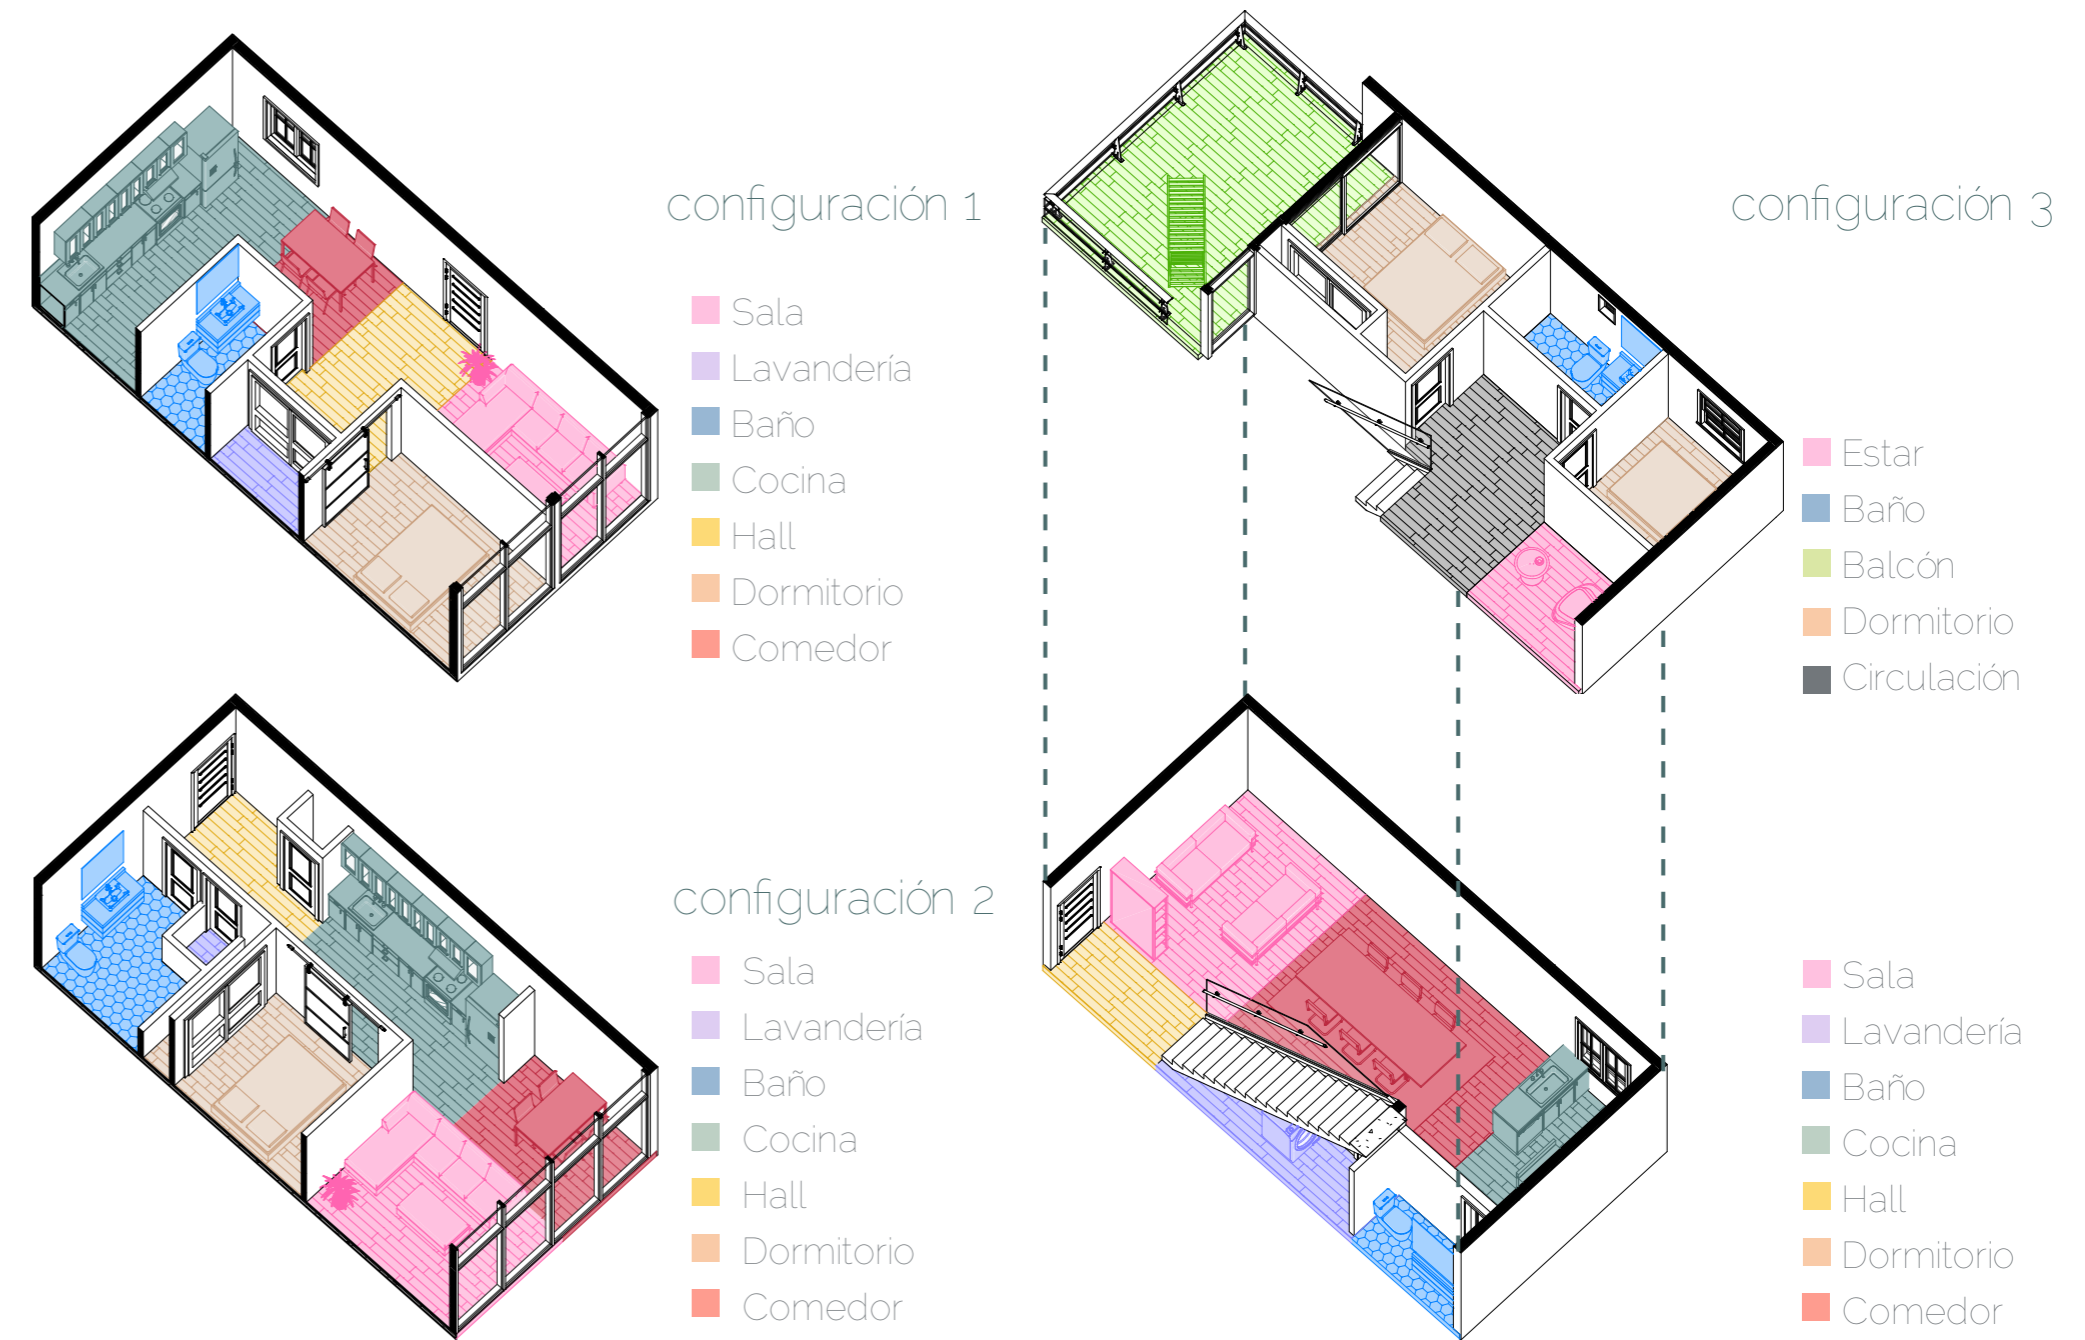 configuración 1
Sala
Lavandería
Baño
Cocina
Hall
Dormitorio
Comedor
configuración 2
Sala
Lavandería
Baño
Cocina
Hall
Dormitorio
Comedor
configuración 3
Estar
Baño
Balcón
Dormitorio
Circulación
Sala
Lavandería
Baño
Cocina
Hall
Dormitorio
Comedor